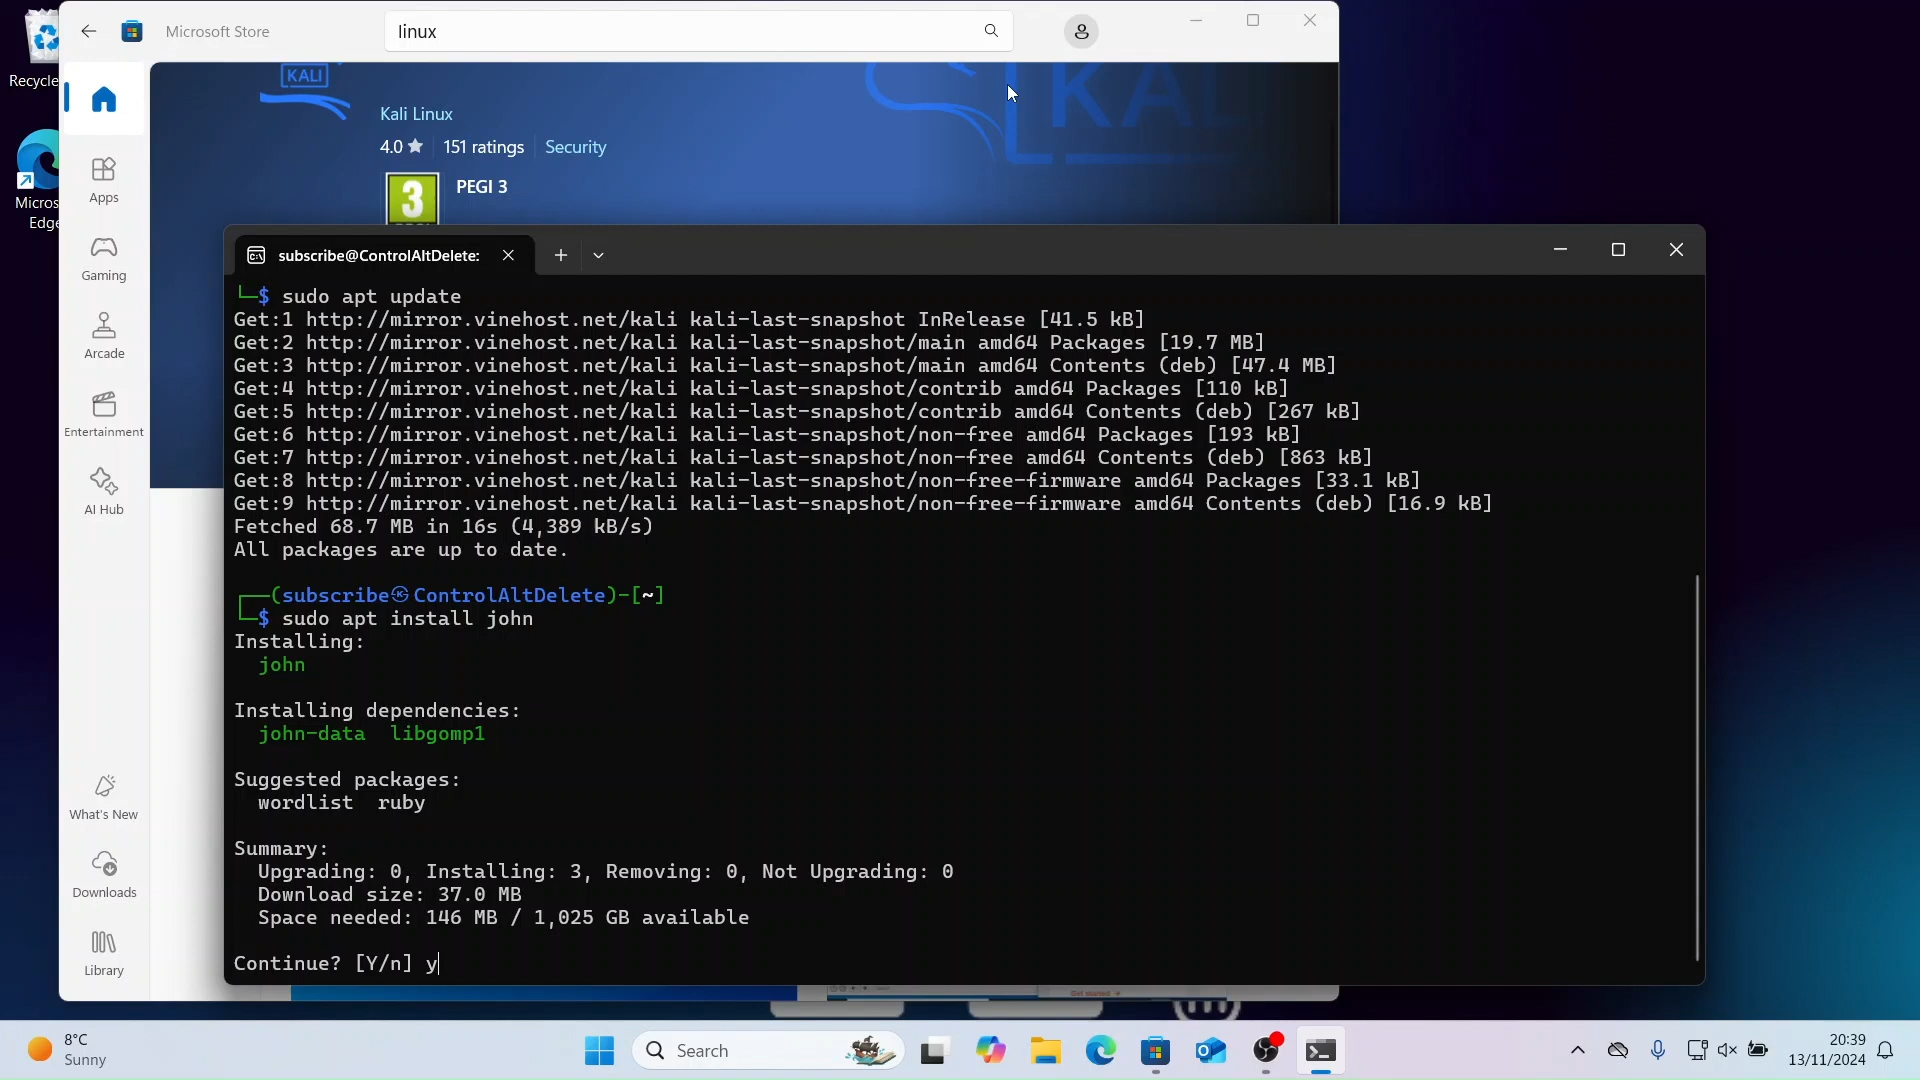 Recycle
Micros
Edge
Microsoft Store
linux
Apps
Gaming
Arcade
Entertainment
AI Hub
What's New
Downloads
Library
KALI
KA
Kali Linux
4.0 151 ratings Security
3
PEGI 3
subscribe@ControlAltDelete:
$ sudo apt update
Get:1 http://mirror.vinehost.net/kali kali-last-snapshot InRelease [41.5 kB]
Get:2 http://mirror.vinehost.net/kali kali-last-snapshot/main amd64 Packages [19.7 MB]
Get:3 http://mirror.vinehost.net/kali kali-last-snapshot/main amd64 Contents (deb) [47.4 MB]
Get:4 http://mirror.vinehost.net/kali kali-last-snapshot/contrib amd64 Packages [110 kB]
Get:5 http://mirror.vinehost.net/kali kali-last-snapshot/contrib amd64 Contents (deb) [267 kB]
Get:6 http://mirror.vinehost.net/kali kali-last-snapshot/non-free amd64 Packages [193 kB]
Get:7 http://mirror.vinehost.net/kali kali-last-snapshot/non-free amd64 Contents (deb) [863 kB]
Get:8 http://mirror.vinehost.net/kali kali-last-snapshot/non-free-firmware amd64 Packages [33.1 kB]
Get:9 http://mirror.vinehost.net/kali kali-last-snapshot/non-free-firmware amd64 Contents (deb) [16.9 kB]
Fetched 68.7 MB in 16s (4,389 kB/s)
All packages are up to date.
┌──(subscribe㉿ControlAltDelete)-[~]
└─$ sudo apt install john
Installing:
john
Installing dependencies:
john-data libgomp1
Suggested packages:
wordlist ruby
Summary:
Upgrading: 0, Installing: 3, Removing: 0, Not Upgrading: 0
Download size: 37.0 MB
Space needed: 146 MB / 1,025 GB available
Continue? [Y/n] y
8°C
Sunny
Search
20:39
13/11/2024